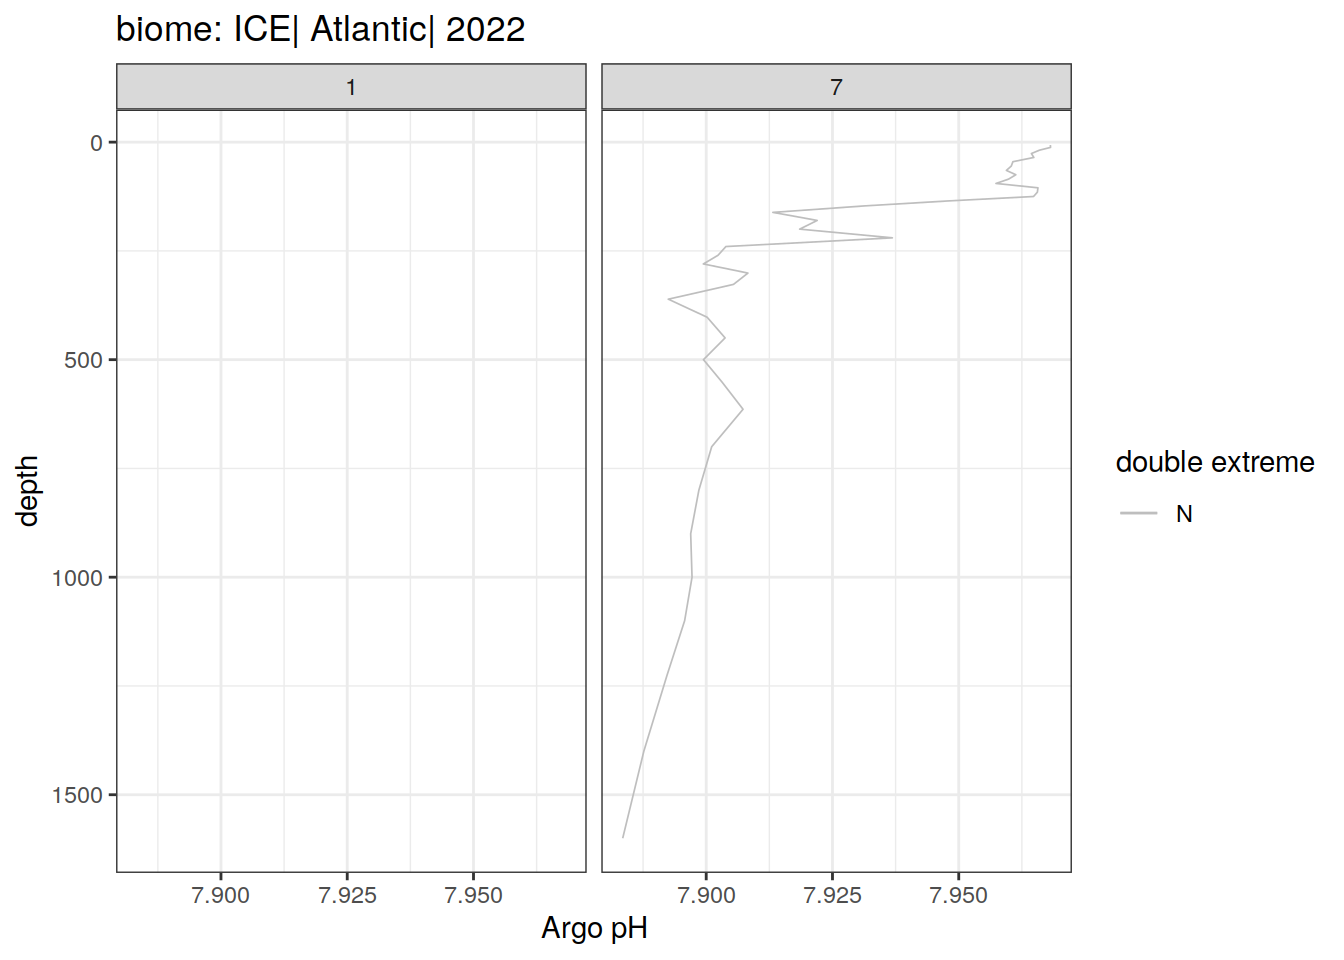 biome: ICE| Atlantic| 2022
1 7
0
500
1000
1500
depth
7.900 7.925 7.950 7.900 7.925 7.950
Argo pH
double extreme
N